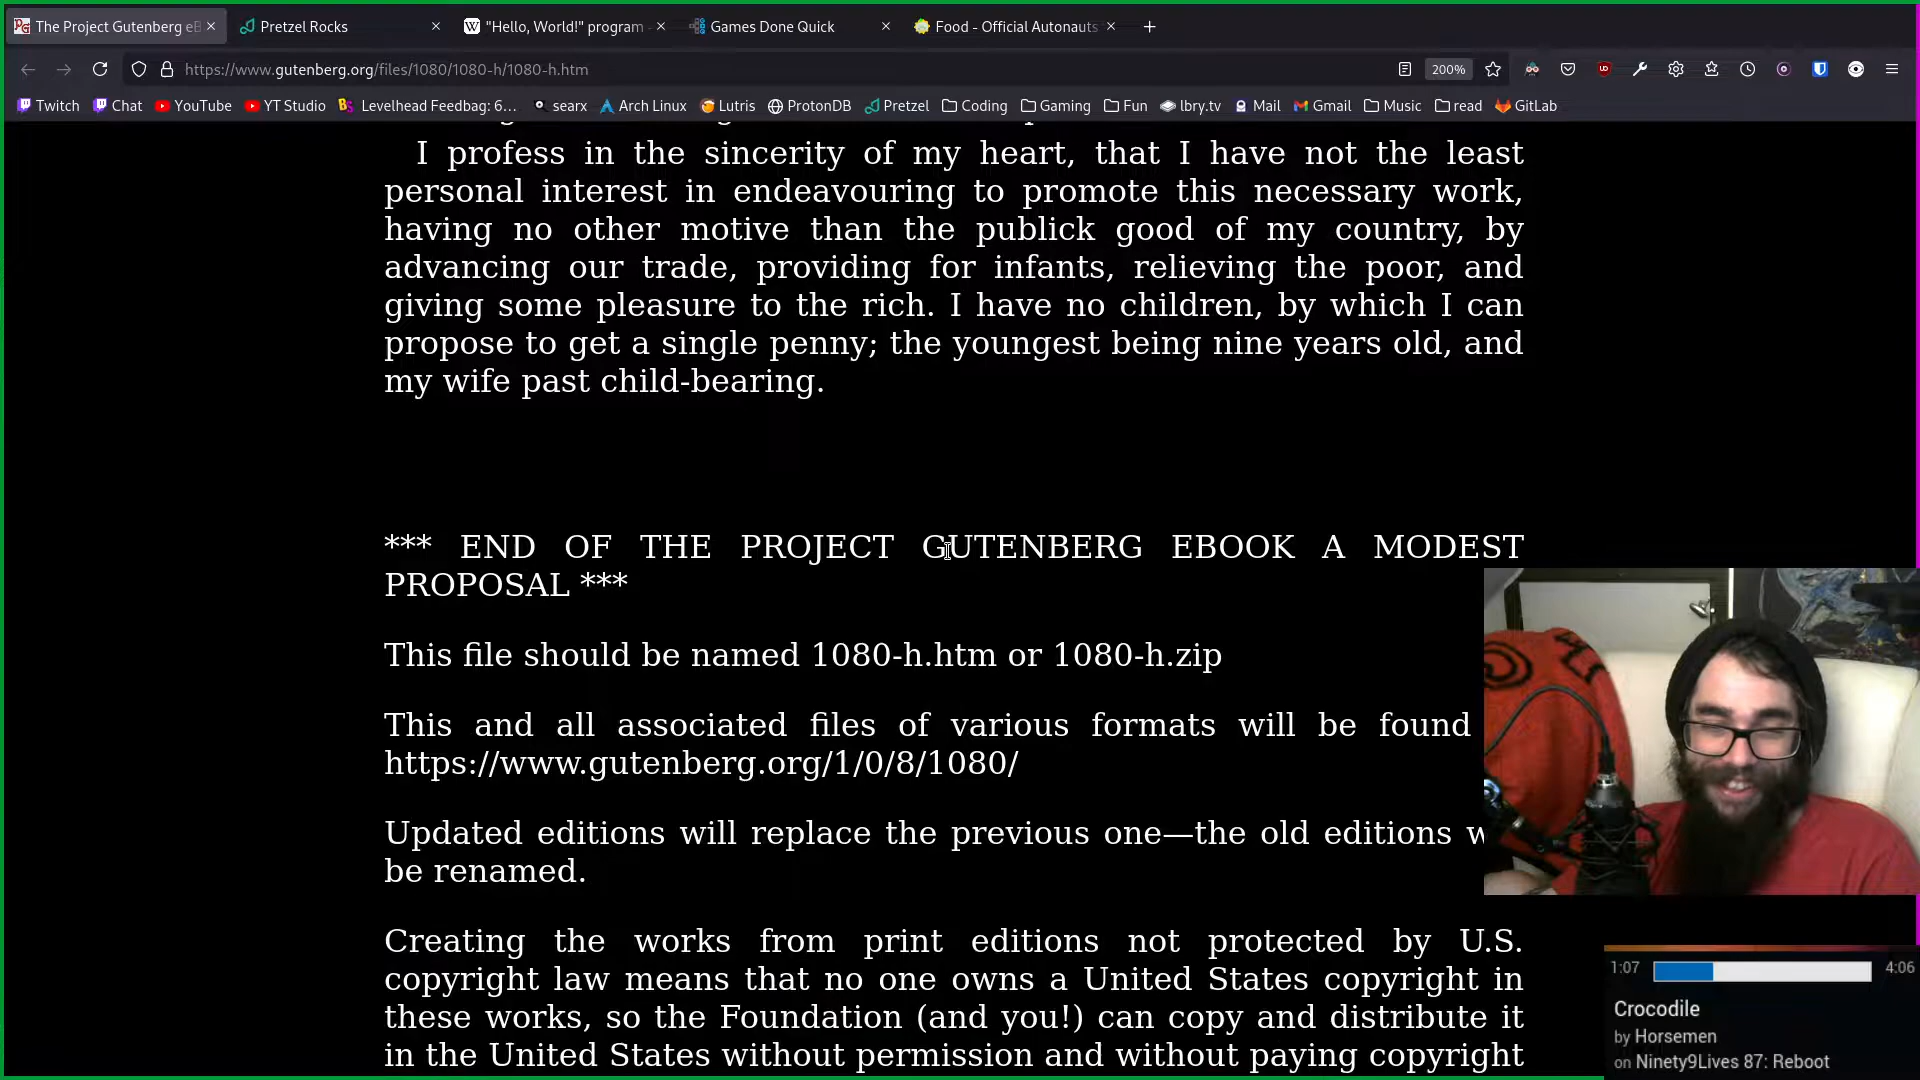 The Project Gutenberg eB
Pretzel Rocks
"Hello, World!" program -
Games Done Quick
Food - Official Autonauts
https://www.gutenberg.org/files/1080/1080-h/1080-h.htm
200%
Twitch
Chat
YouTube
YT Studio
Levelhead Feedbag: 6…
searx
Arch Linux
Lutris
ProtonDB
Pretzel
Coding
Gaming
Fun
lbry.tv
Mail
Gmail
Music
read
GitLab
I profess in the sincerity of my heart, that I have not the least
personal interest in endeavouring to promote this necessary work,
having no other motive than the publick good of my country, by
advancing our trade, providing for infants, relieving the poor, and
giving some pleasure to the rich. I have no children, by which I can
propose to get a single penny; the youngest being nine years old, and
my wife past child-bearing.
*** END OF THE PROJECT GUTENBERG EBOOK A MODEST
PROPOSAL ***
This file should be named 1080-h.htm or 1080-h.zip
This and all associated files of various formats will be found
https://www.gutenberg.org/1/0/8/1080/
Updated editions will replace the previous one—the old editions
be renamed.
Creating the works from print editions not protected by U.S.
copyright law means that no one owns a United States copyright in
these works, so the Foundation (and you!) can copy and distribute it
in the United States without permission and without paying copyright
1:07
4:06
Crocodile
by Horsemen
on Ninety9Lives 87: Reboot